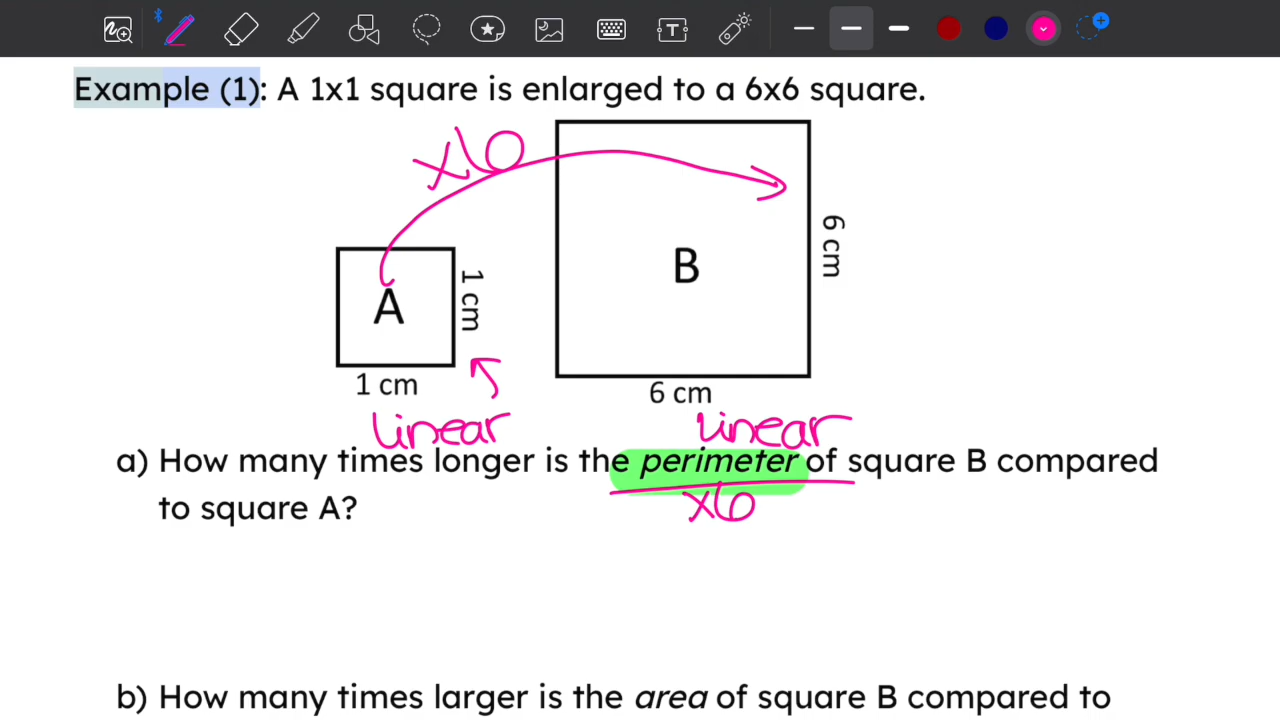 Example (1): A 1x1 square is enlarged to a 6x6 square.
x6
A
1 cm
1 cm
B
6 cm
6 cm
linear
linear
a) How many times longer is the perimeter of square B compared
to square A?
x6
b) How many times larger is the area of square B compared to